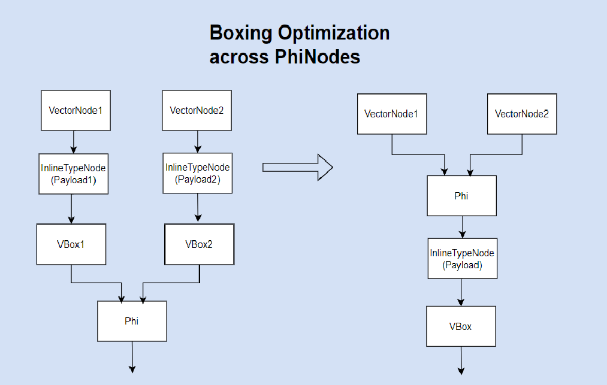 Boxing Optimization
across PhiNodes
VectorNode1
VectorNode2
InlineTypeNode
(Payload1)
InlineTypeNode
(Payload2)
VBox1
VBox2
Phi
VectorNode1
VectorNode2
Phi
InlineTypeNode
(Payload)
VBox